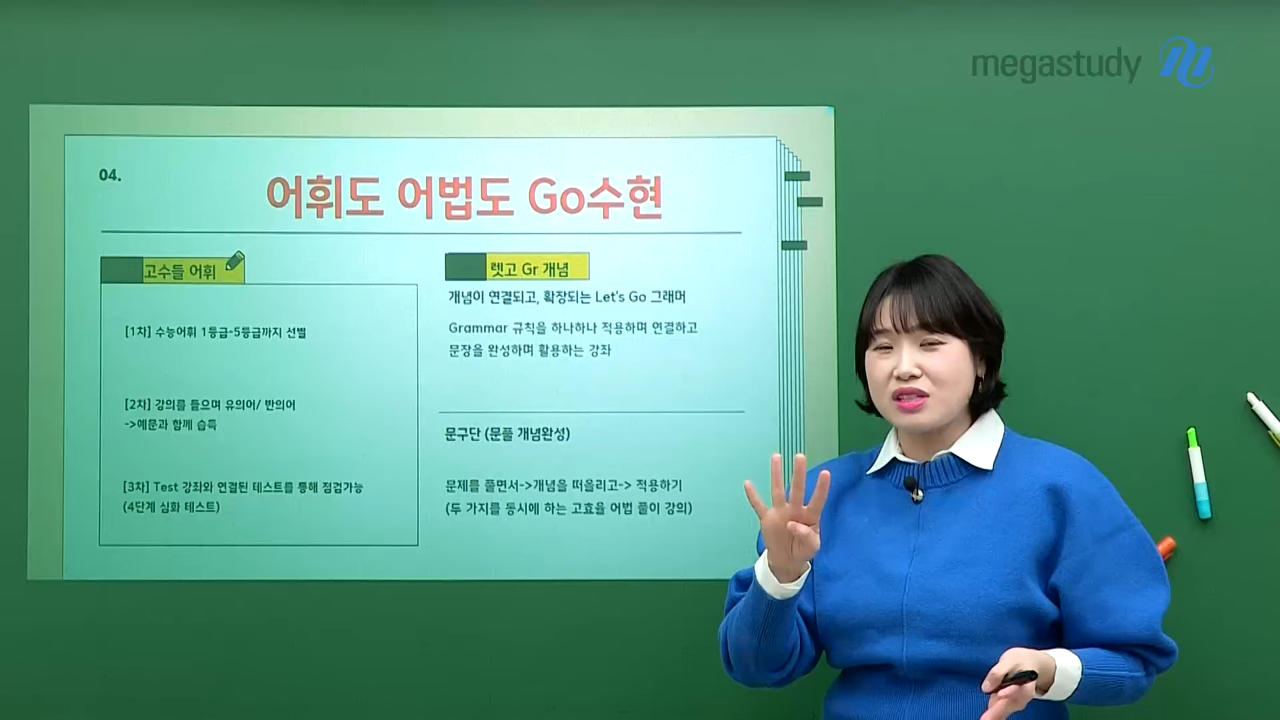 megastudy
04.
어휘도 어법도 Go수현
고수들 어휘
[1차] 수능어휘 1등급-5등급까지 선별
[2차] 강의를 들으며 유의어/ 반의어
->예문과 함께 습득
[3차] Test 강좌와 연결된 테스트를 통해 점검가능
(4단계 심화 테스트)
렛고 Gr 개념
개념이 연결되고, 확장되는 Let's Go 그래머
Grammar 규칙을 하나하나 적용하며 연결하고
문장을 완성하며 활용하는 강좌
문구단 (문풀 개념완성)
문제를 풀면서->개념을 떠올리고-> 적용하기
(두 가지를 동시에 하는 고효율 어법 풀이 강의)